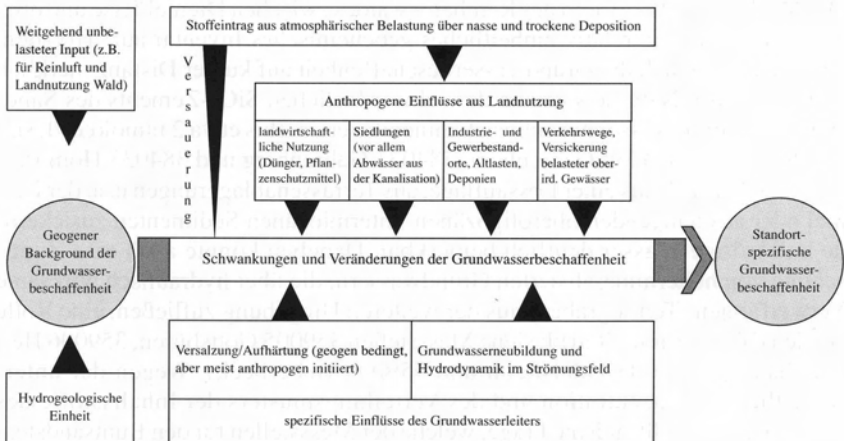 Stoffeintrag aus atmosphärischer Belastung über nasse und trockene Deposition
Weitgehend unbe-
lasteter Input (z.B.
für Reinluft und
Landnutzung Wald)
Versauerung
Anthropogene Einflüsse aus Landnutzung
landwirtschaft-
liche Nutzung
(Dünger, Pflan-
zenschutzmittel)
Siedlungen
(vor allem
Abwässer aus
der Kanalisation)
Industrie- und
Gewerbestand-
orte, Altlasten,
Deponien
Verkehrswege,
Versickerung
belasteter ober-
ird. Gewässer
Geogener
Background der
Grundwasser-
beschaffenheit
Schwankungen und Veränderungen der Grundwasserbeschaffenheit
Standort-
spezifische
Grundwasser-
beschaffenheit
Versalzung/Aufhärtung (geogen bedingt,
aber meist anthropogen initiiert)
Grundwasserneubildung und
Hydrodynamik im Strömungsfeld
Hydrogeologische
Einheit
spezifische Einflüsse des Grundwasserleiters